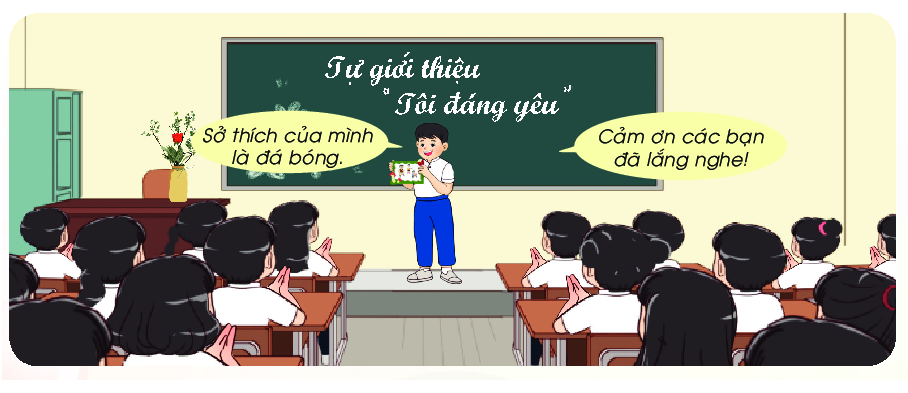 Tự giới thiệu
"Tôi đáng yêu"
Sở thích của mình
là đá bóng.
Cảm ơn các bạn
đã lắng nghe!